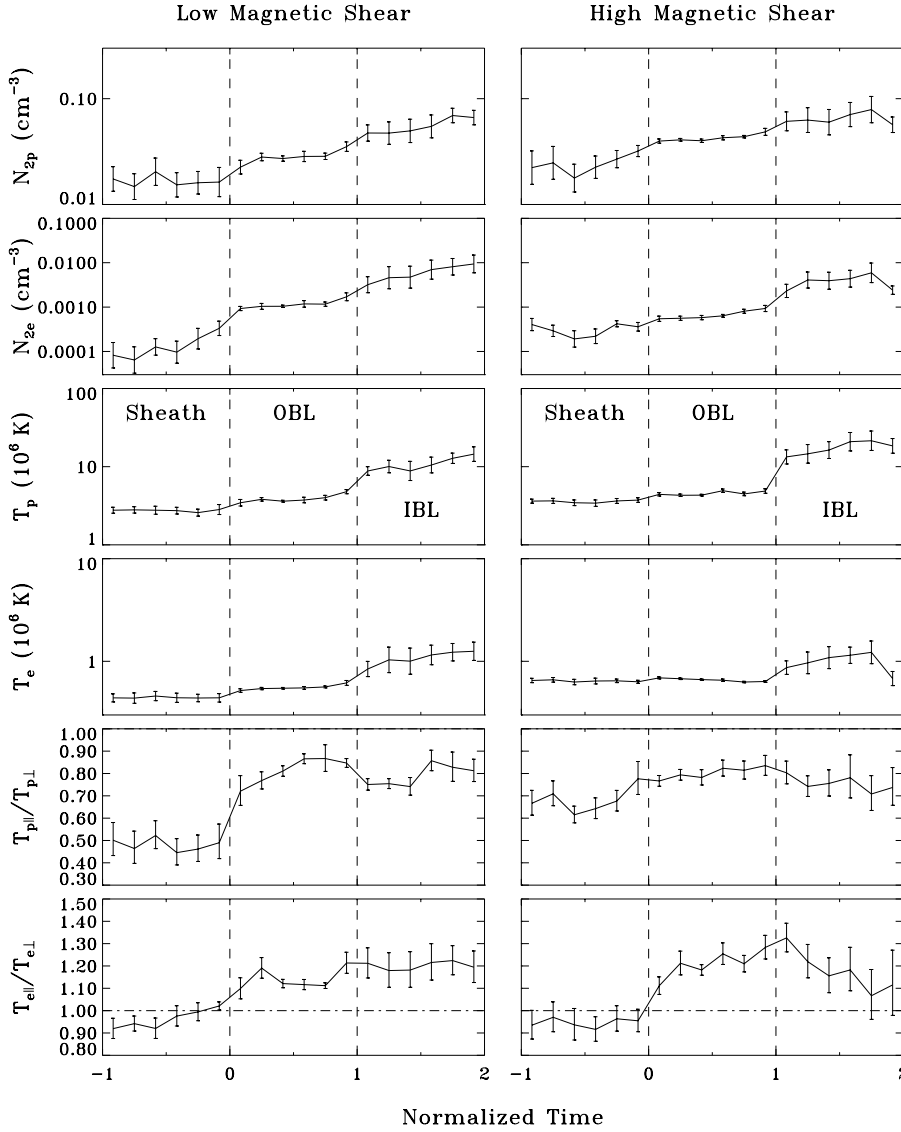 Low Magnetic Shear High Magnetic Shear
N2p (cm−3)
0.10
0.01
N2e (cm−3)
0.1000
0.0100
0.0010
0.0001
Tp (10^6 K)
100
10
1
Sheath OBL IBL
Sheath OBL IBL
Te (10^6 K)
10
1
Tp||/Tp⊥
1.00
0.90
0.80
0.70
0.60
0.50
0.40
0.30
Te||/Te⊥
1.50
1.40
1.30
1.20
1.10
1.00
0.90
0.80
-1 0 1 2 -1 0 1 2
Normalized Time